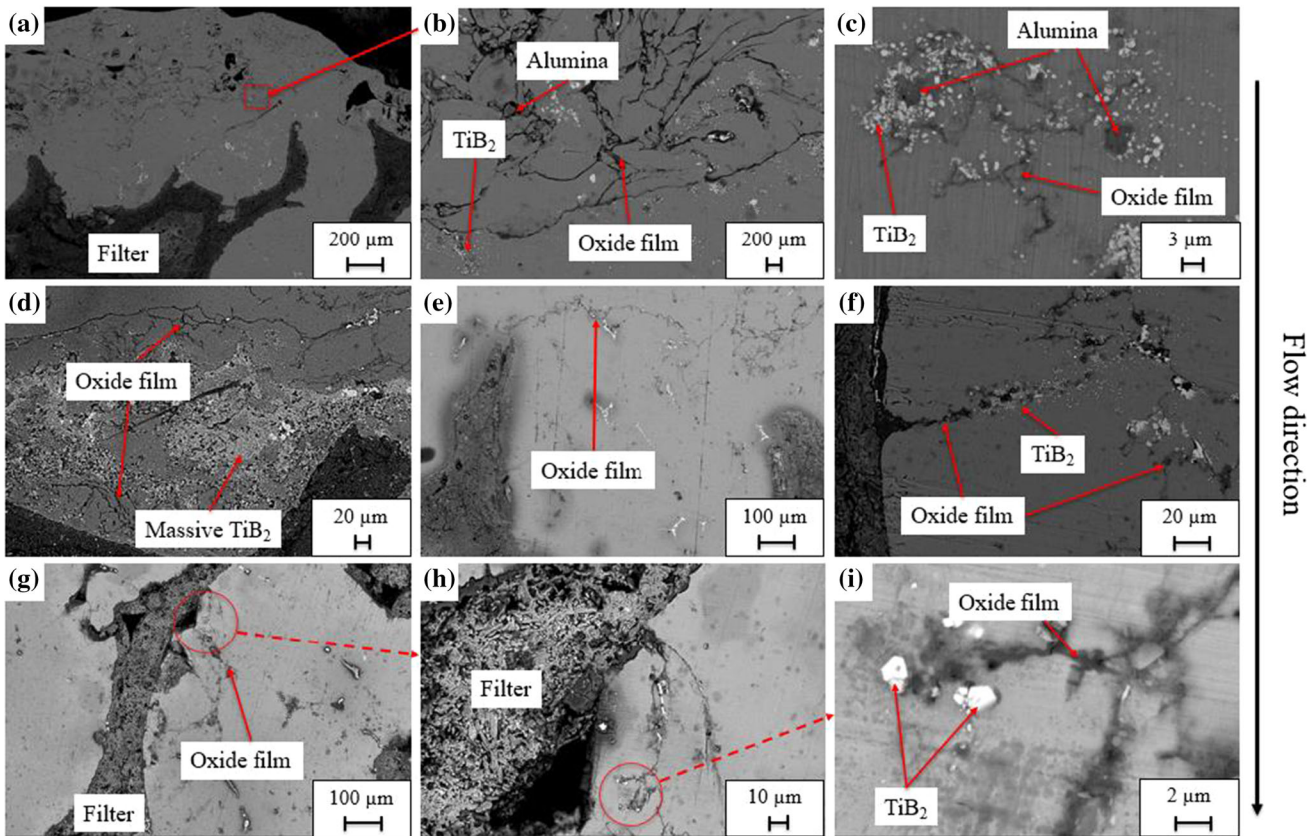 (a)
Filter
200 µm
(b)
Alumina
TiB2
Oxide film
200 µm
(c)
Alumina
Oxide film
TiB2
3 µm
(d)
Oxide film
Massive TiB2
20 µm
(e)
Oxide film
100 µm
(f)
TiB2
Oxide film
20 µm
(g)
Oxide film
Filter
100 µm
(h)
Filter
10 µm
(i)
Oxide film
TiB2
2 µm
Flow direction